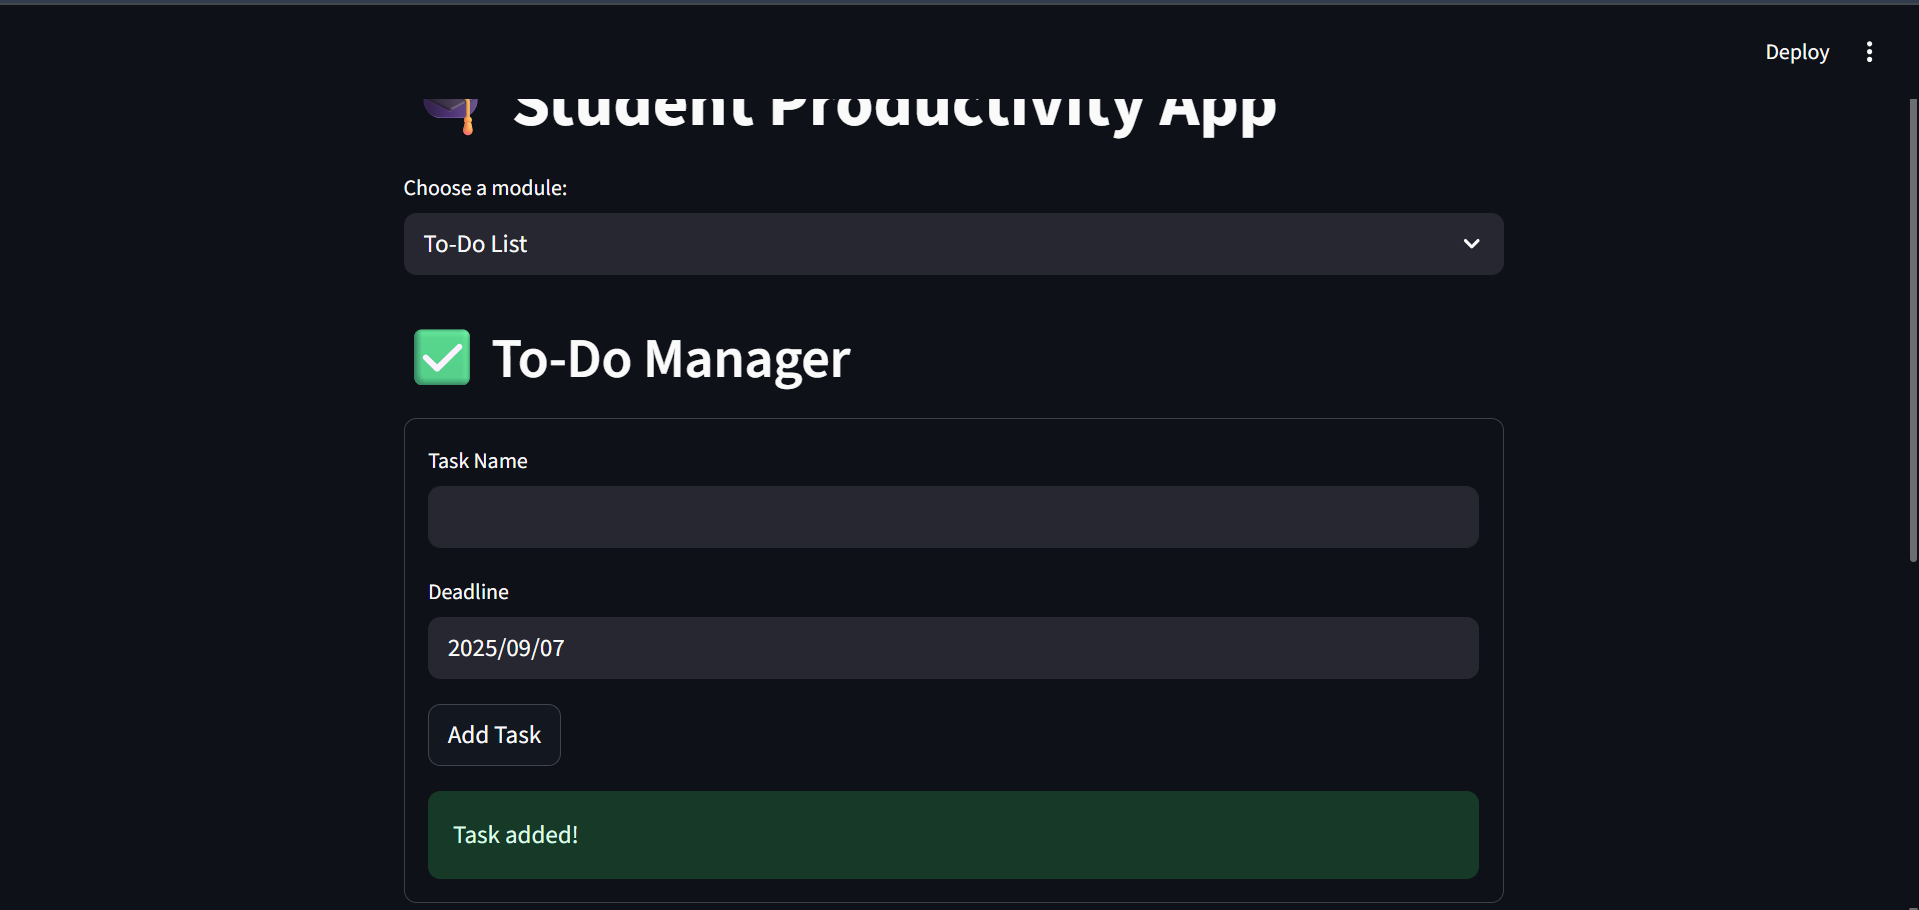 Deploy
Student Productivity App
Choose a module:
To-Do List
To-Do Manager
Task Name
Deadline
2025/09/07
Add Task
Task added!